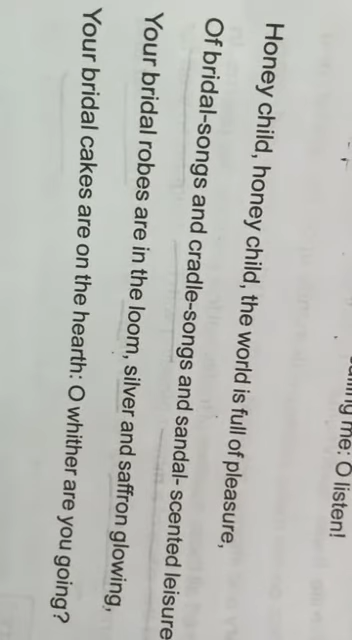 me: O listen!
Honey child, honey child, the world is full of pleasure,
Of bridal-songs and cradle-songs and sandal- scented leisure
Your bridal robes are in the loom, silver and saffron glowing,
Your bridal cakes are on the hearth: O whither are you going?